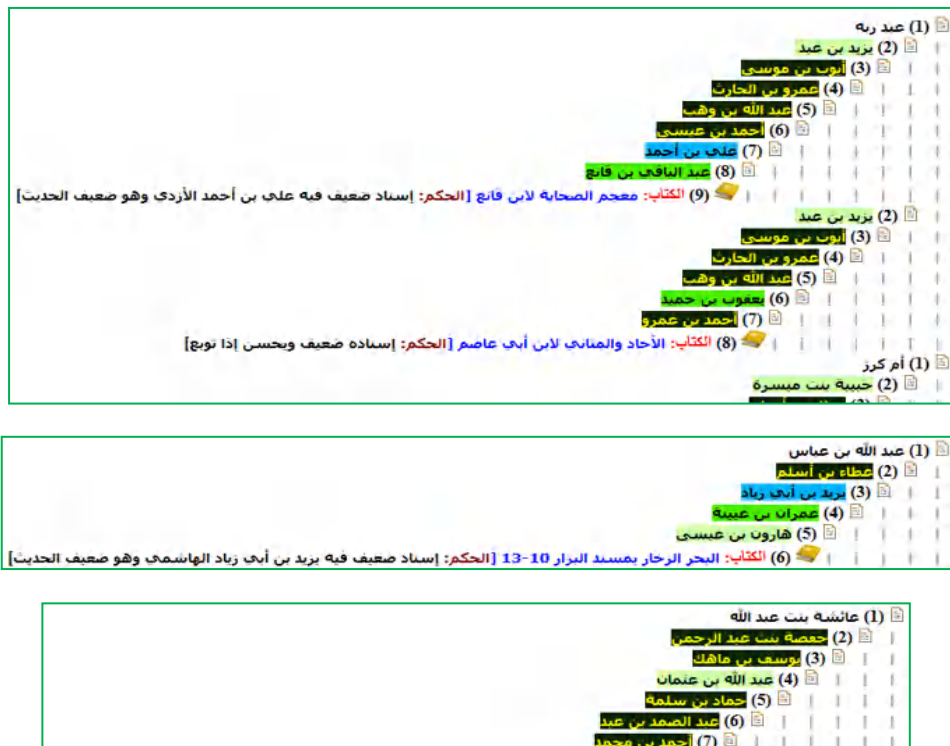 (1) عبد ربه
(2) يزيد بن عبد
(3) أيوب بن موسى
(4) عمرو بن الحارث
(5) عبد الله بن وهب
(6) أحمد بن عيسى
(7) علي بن أحمد
(8) عبد الباقي بن قانع
(9) الكتاب: معجم الصحابة لابن قانع [الحكم: إسناد ضعيف فيه علي بن أحمد الأزدي وهو ضعيف الحديث]
(2) يزيد بن عبد
(3) أيوب بن موسى
(4) عمرو بن الحارث
(5) عبد الله بن وهب
(6) يعقوب بن حميد
(7) أحمد بن عمرو
(8) الكتاب: الآحاد والمثاني لابن أبي عاصم [الحكم: إسناده ضعيف ويحسن إذا توبع]
(1) أم كرز
(2) حبيبة بنت ميسرة
(1) عبد الله بن عباس
(2) عطاء بن أسلم
(3) يزيد بن أبي زياد
(4) عمران بن عيينة
(5) هارون بن عيسى
(6) الكتاب: البحر الزخار بمسند البزار 10-13 [الحكم: إسناد ضعيف فيه يزيد بن أبي زياد الهاشمي وهو ضعيف الحديث]
(1) عائشة بنت عبد الله
(2) حفصة بنت عبد الرحمن
(3) يوسف بن ماهك
(4) عبد الله بن عثمان
(5) حماد بن سلمة
(6) عبد الصمد بن عبد
(7) أحمد بن محمد